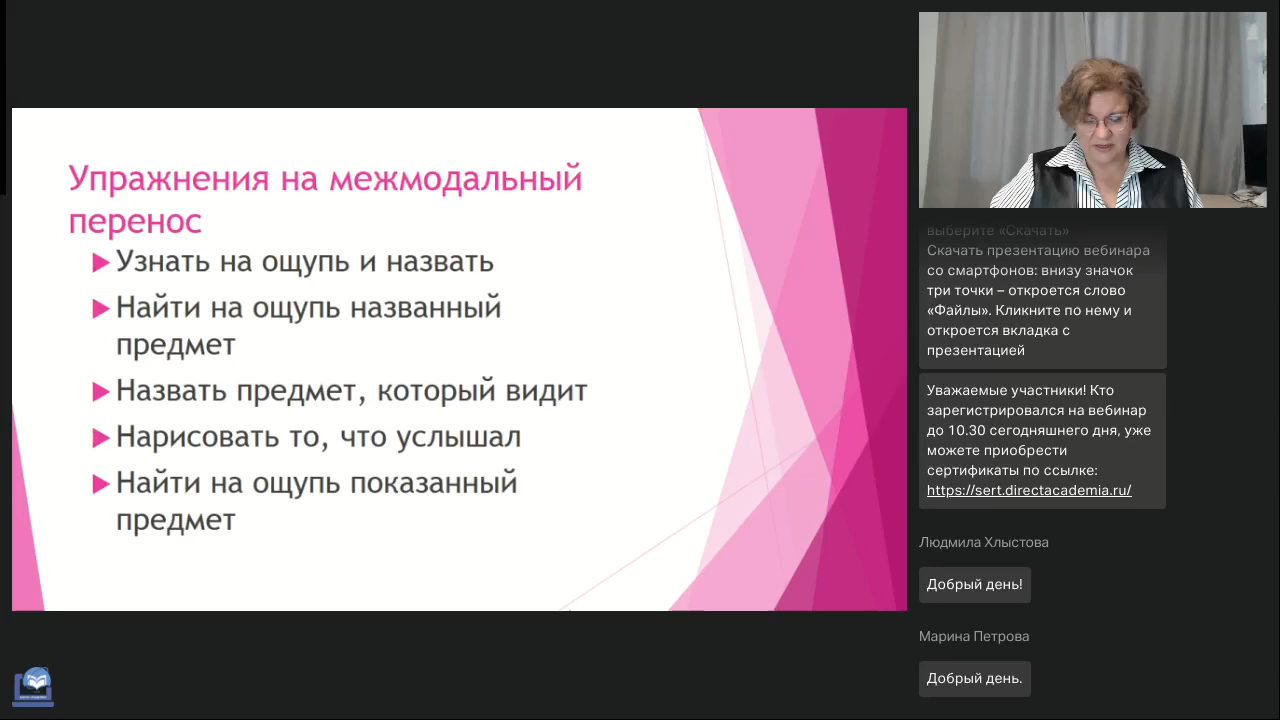 Упражнения на межмодальный
перенос
Узнать на ощупь и назвать
Найти на ощупь названный
предмет
Назвать предмет, который видит
Нарисовать то, что услышал
Найти на ощупь показанный
предмет
выберите «Скачать»
Скачать презентацию вебинара
со смартфонов: внизу значок
три точки – откроется слово
«Файлы». Кликните по нему и
откроется вкладка с
презентацией
Уважаемые участники! Кто
зарегистрировался на вебинар
до 10.30 сегодняшнего дня, уже
можете приобрести
сертификаты по ссылке:
https://sert.directacademia.ru/
Людмила Хлыстова
Добрый день!
Марина Петрова
Добрый день.